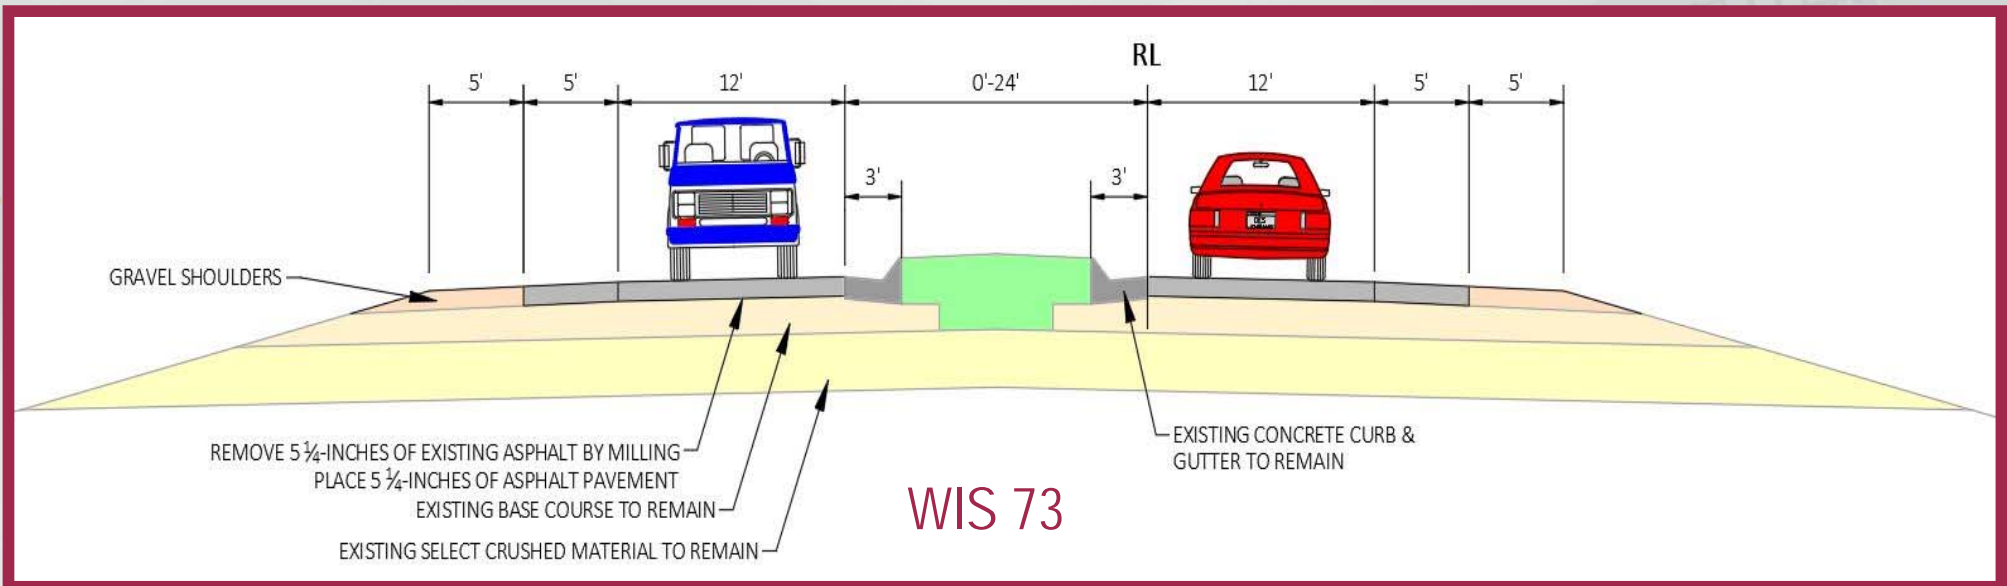 RL
5' 5' 12' 0'-24' 12' 5' 5'
3' 3'
GRAVEL SHOULDERS
REMOVE 5 ¼-INCHES OF EXISTING ASPHALT BY MILLING
PLACE 5 ¼-INCHES OF ASPHALT PAVEMENT
EXISTING BASE COURSE TO REMAIN
EXISTING SELECT CRUSHED MATERIAL TO REMAIN
EXISTING CONCRETE CURB &
GUTTER TO REMAIN
WIS 73